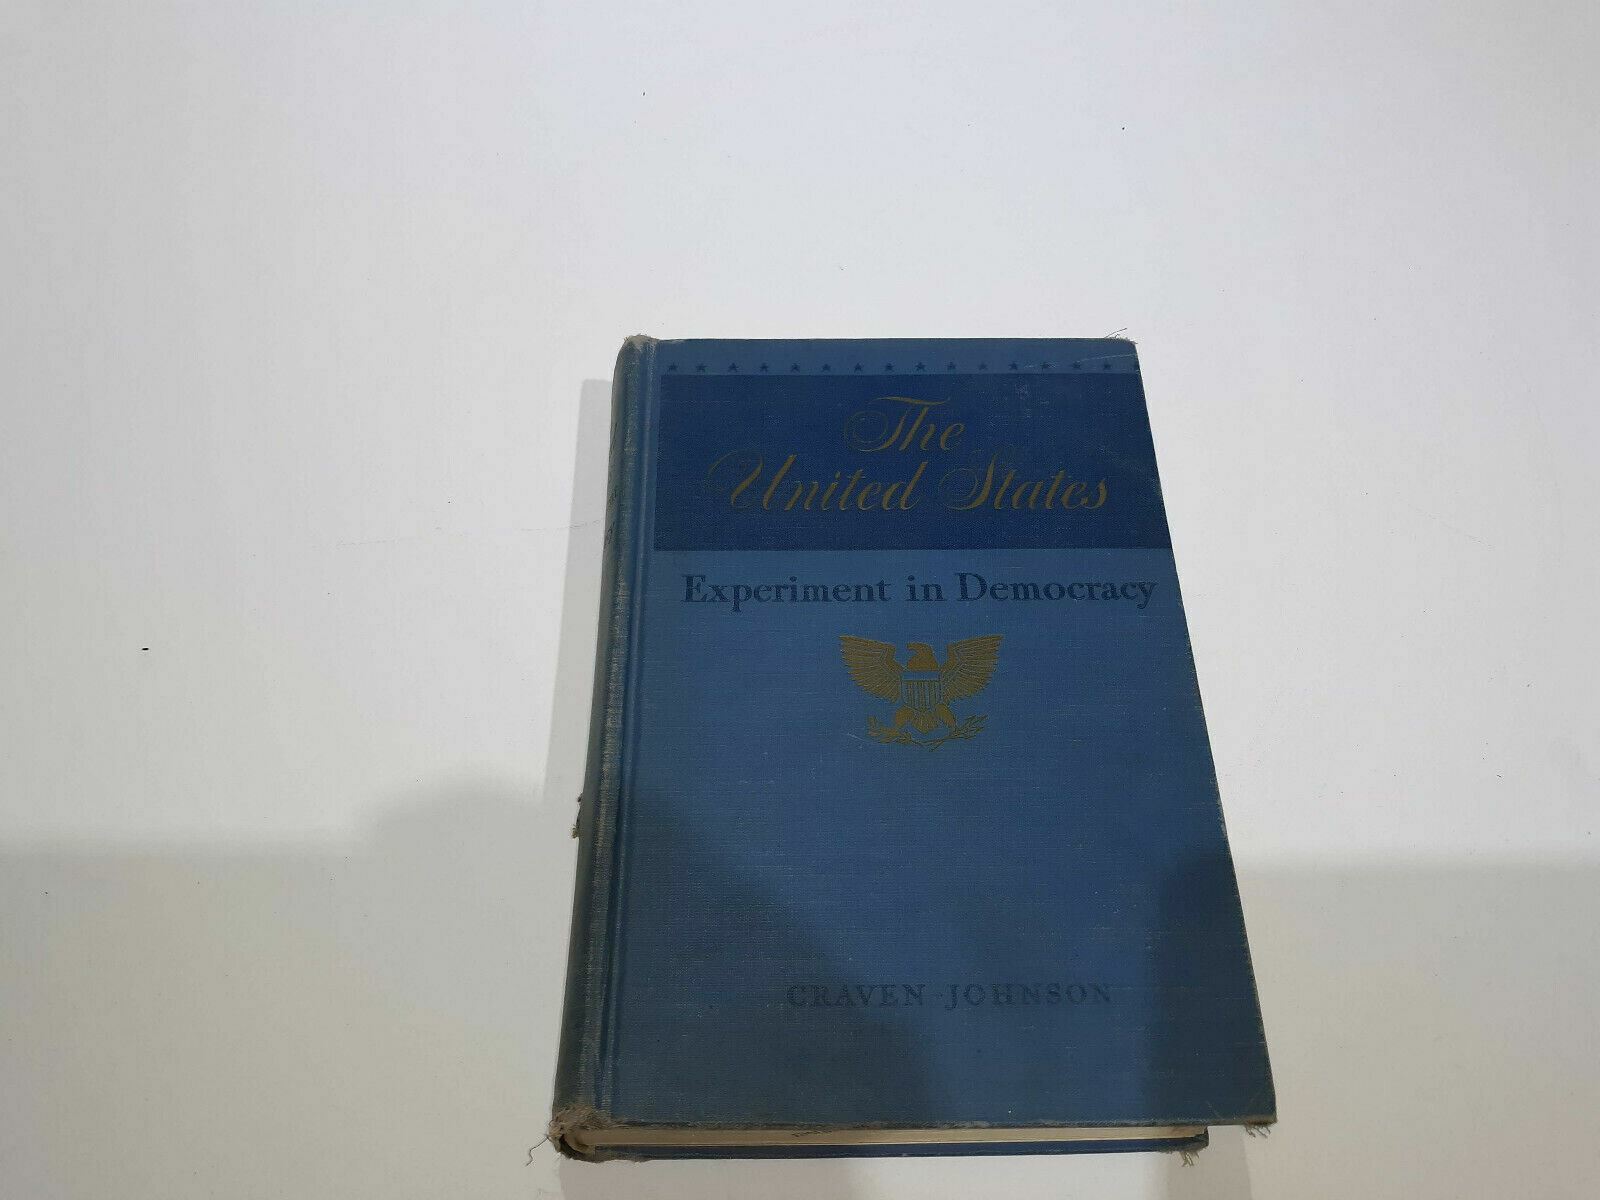 The
United States
Experiment in Democracy
CRAVEN - JOHNSON